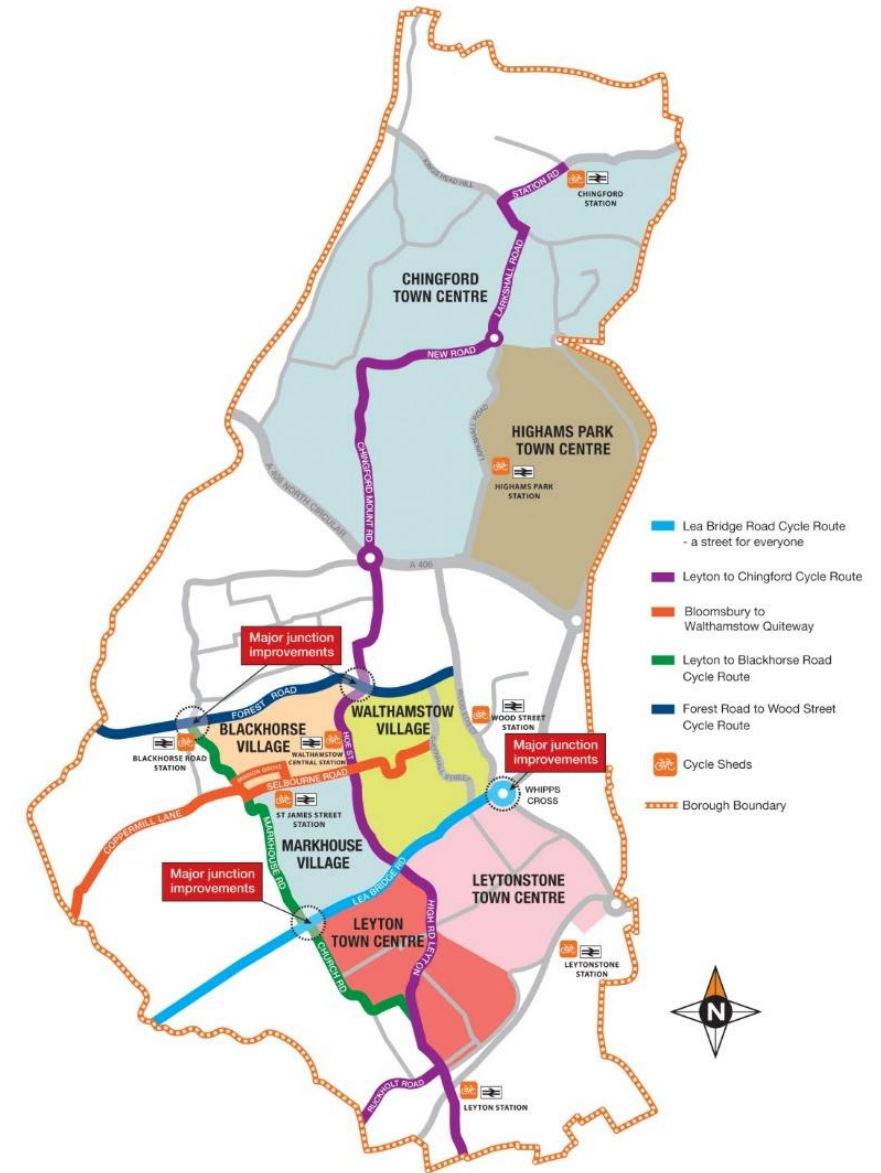 KINGS HEAD HILL
STATION RD
CHINGFORD
STATION
LARKSHALL ROAD
CHINGFORD
TOWN CENTRE
NEW ROAD
LARKSHALL ROAD
HIGHAMS PARK
TOWN CENTRE
HIGHAMS PARK
STATION
CHINGFORD MOUNT RD
A 406 NORTH CIRCULAR
A 406
Lea Bridge Road Cycle Route
- a street for everyone
Leyton to Chingford Cycle Route
Bloomsbury to
Walthamstow Quiteway
Leyton to Blackhorse Road
Cycle Route
Forest Road to Wood Street
Cycle Route
Cycle Sheds
Borough Boundary
Major junction
improvements
FOREST ROAD
BLACKHORSE
VILLAGE
BLACKHORSE ROAD
STATION
WALTHAMSTOW
CENTRAL STATION
HOE ST
WALTHAMSTOW
VILLAGE
WOOD STREET
STATION
Major junction
improvements
WHIPPS
CROSS
SELBOURNE ROAD
COPPERMILL LANE
ST JAMES STREET
STATION
MARKHOUSE RD
MARKHOUSE
VILLAGE
LEA BRIDGE RD
Major junction
improvements
LEYTONSTONE
TOWN CENTRE
LEYTON
TOWN CENTRE
HIGH RD LEYTON
CHURCH RD
LEYTONSTONE
STATION
N
RUCKHOLT ROAD
LEYTON STATION